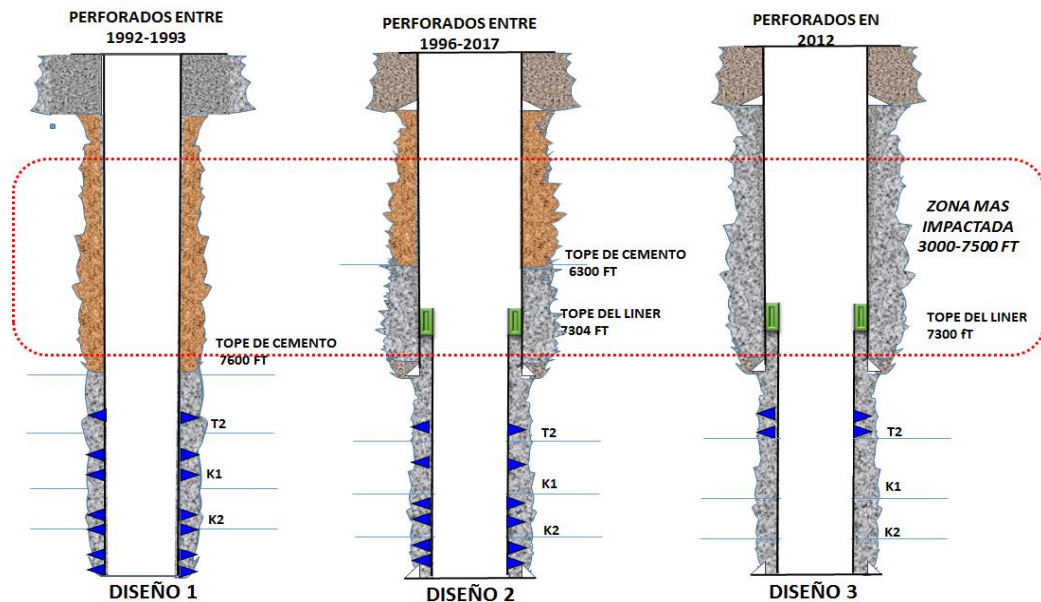 PERFORADOS ENTRE
1992-1993
PERFORADOS ENTRE
1996-2017
PERFORADOS EN
2012
ZONA MAS
IMPACTADA
3000-7500 FT
TOPE DE CEMENTO
6300 FT
TOPE DEL LINER
7304 FT
TOPE DEL LINER
7300 fT
TOPE DE CEMENTO
7600 FT
T2
K1
K2
T2
K1
K2
T2
K1
K2
DISEÑO 1
DISEÑO 2
DISEÑO 3